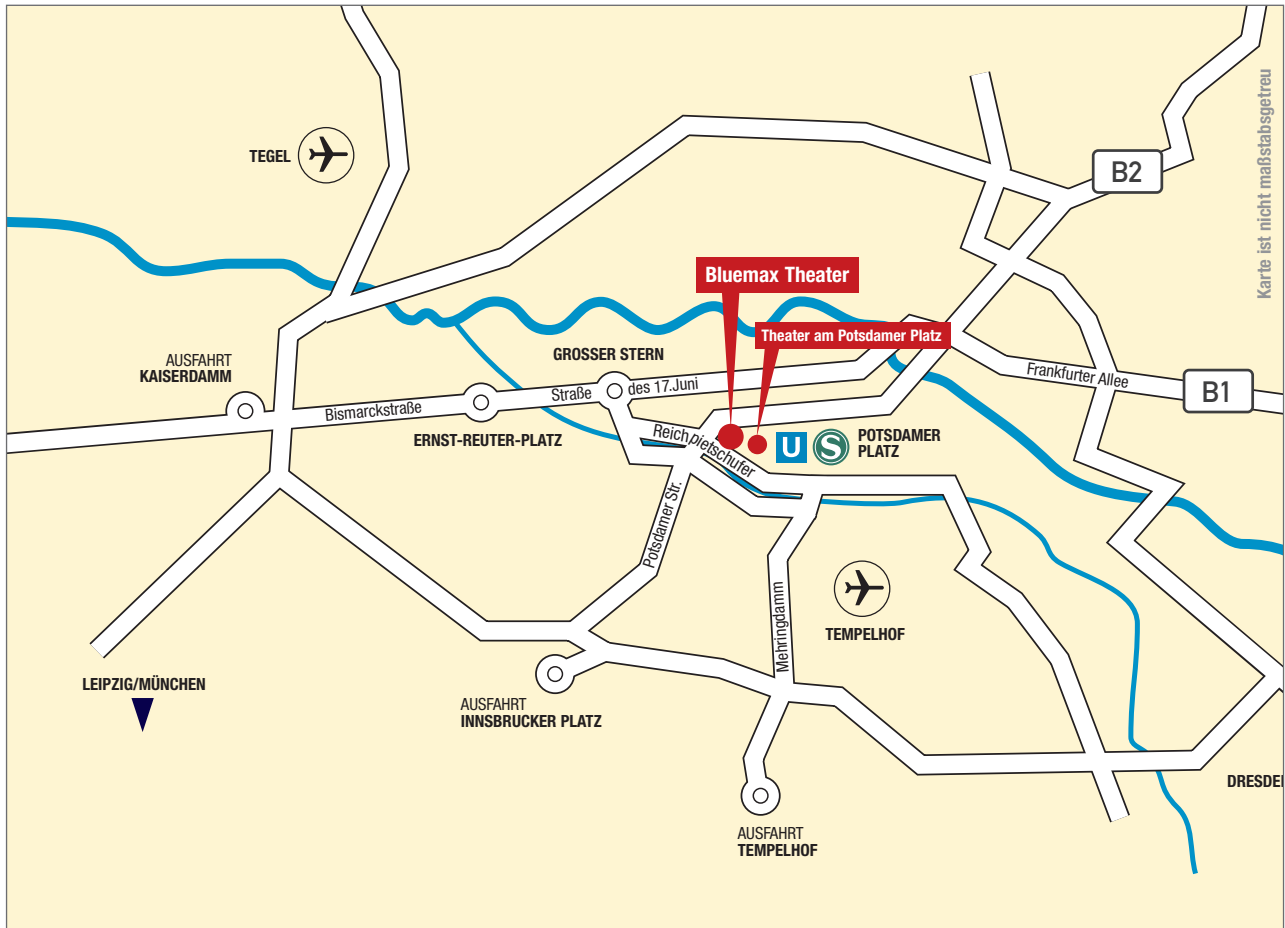 Karte ist nicht maßstabsgetreu
B2
TEGEL
Bluemax Theater
Theater am Potsdamer Platz
GROSSER STERN
AUSFAHRT
KAISERDAMM
Frankfurter Allee
B1
Straße des 17.Juni
Bismarckstraße
ERNST-REUTER-PLATZ
Reichpietschufer
U
S
POTSDAMER
PLATZ
Potsdamer Str.
Mehringdamm
TEMPELHOF
LEIPZIG/MÜNCHEN
AUSFAHRT
INNSBRUCKER PLATZ
DRESDE
AUSFAHRT
TEMPELHOF